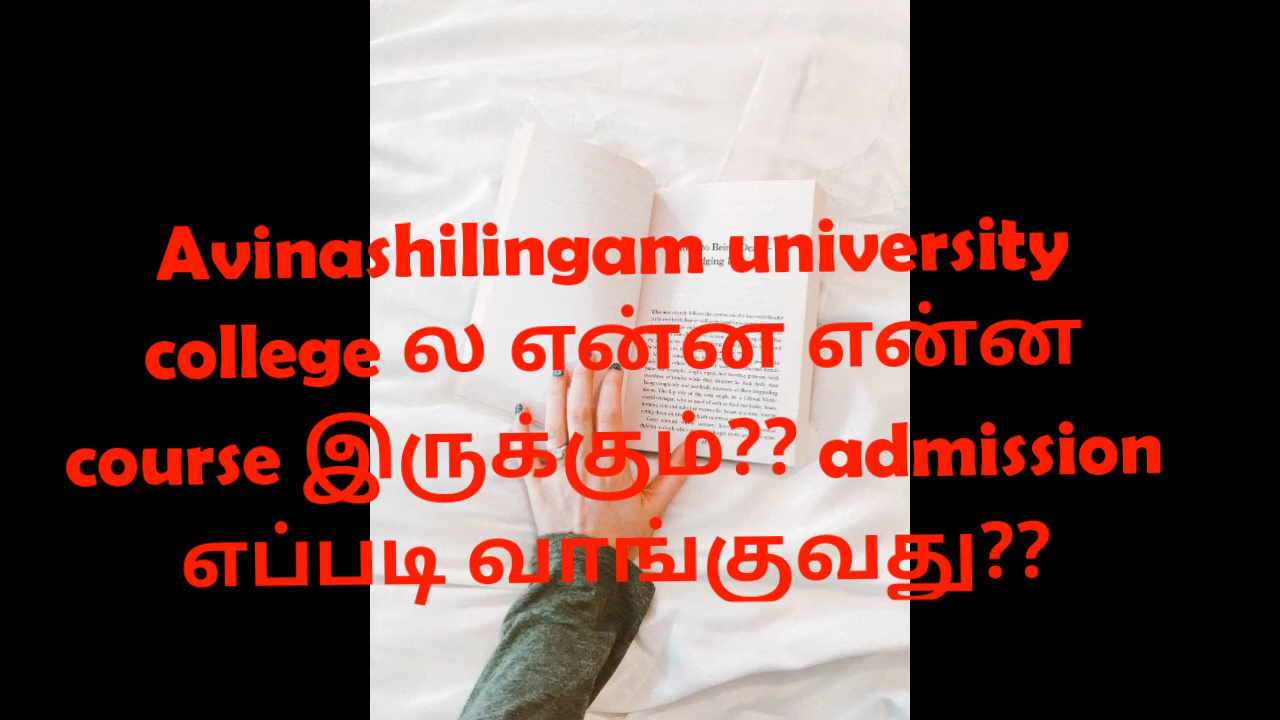 Avinashilingam university
college ல என்ன என்ன
course இருக்கும்?? admission
எப்படி வாங்குவது??